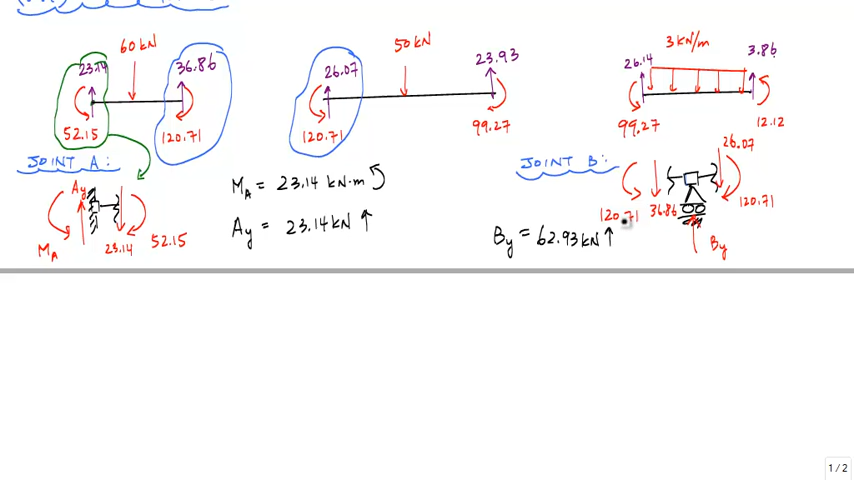 60 kN
50 kN
3 kN/m
23.14
36.86
26.07
23.93
26.14
3.86
52.15
120.71
120.71
99.27
99.27
12.12
JOINT A:
JOINT B:
26.07
Ay
MA = 23.14 kN·m
120.71
36.86
120.71
Ay = 23.14 kN ↑
By = 62.93 kN ↑
MA
23.14
52.15
By
1 / 2